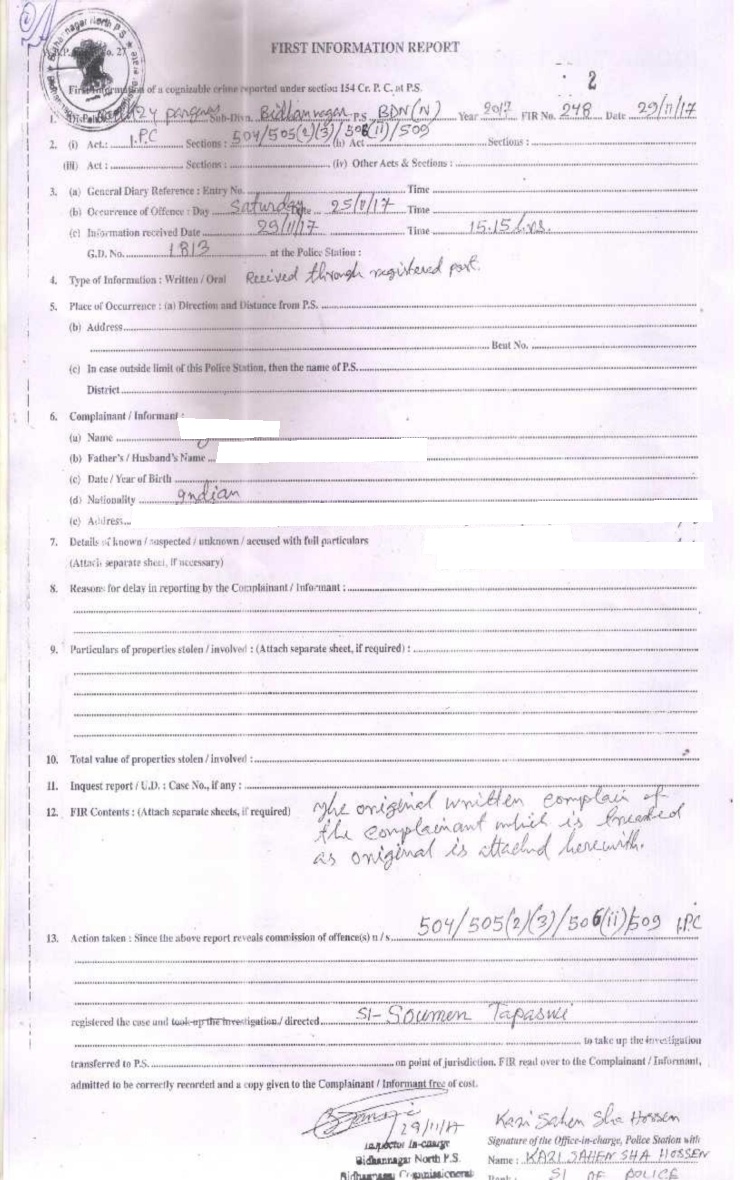 Bidhannagar North P.S.
No. 27
FIRST INFORMATION REPORT
2
First Information of a cognizable crime reported under section 154 Cr. P. C. at P.S.
1. Dist. North 24 parganas Sub-Divn. Bidhannagar P.S BDN(N) Year 2017 FIR No. 248 Date 29/11/17
2. (i) Act.: I.P.C Sections : 504/505(2)(3)/506(ii)/509 (ii) Act Sections :
(iii) Act : Sections : (iv) Other Acts & Sections :
3. (a) General Diary Reference : Entry No. Time
(b) Occurrence of Offence : Day Saturday Date 25/11/17 Time
(c) Information received Date 29/11/17 Time 15.15 hrs.
G.D. No. 1813 at the Police Station :
4. Type of Information : Written / Oral Received through registered post.
5. Place of Occurrence : (a) Direction and Distance from P.S.
(b) Address
Beat No.
(c) In case outside limit of this Police Station, then the name of P.S.
District
6. Complainant / Informant :
(a) Name
(b) Father's / Husband's Name
(c) Date / Year of Birth
(d) Nationality Indian
(e) Address
7. Details of known / suspected / unknown / accused with full particulars
(Attach separate sheet, if necessary)
8. Reasons for delay in reporting by the Complainant / Informant :
9. Particulars of properties stolen / involved : (Attach separate sheet, if required) :
10. Total value of properties stolen / involved :
11. Inquest report / U.D. : Case No., if any :
12. FIR Contents : (Attach separate sheets, if required) The original written complain of
the complainant which is treated
as original is attached herewith.
13. Action taken : Since the above report reveals commission of offence(s) u / s 504/505(2)(3)/506(ii)/509 I.P.C
registered the case and took up the investigation / directed SI- Soumen Tapaswi
to take up the investigation
transferred to P.S. on point of jurisdiction. FIR read over to the Complainant / Informant,
admitted to be correctly recorded and a copy given to the Complainant / Informant free of cost.
29/11/17
Inspector In-charge
Bidhannagar North P.S.
Bidhannagar Commissionerate
Kazi Sahen Sha Hossen
Signature of the Office-in-charge, Police Station with
Name : KAZI SAHEN SHA HOSSEN
Rank : SI OF POLICE